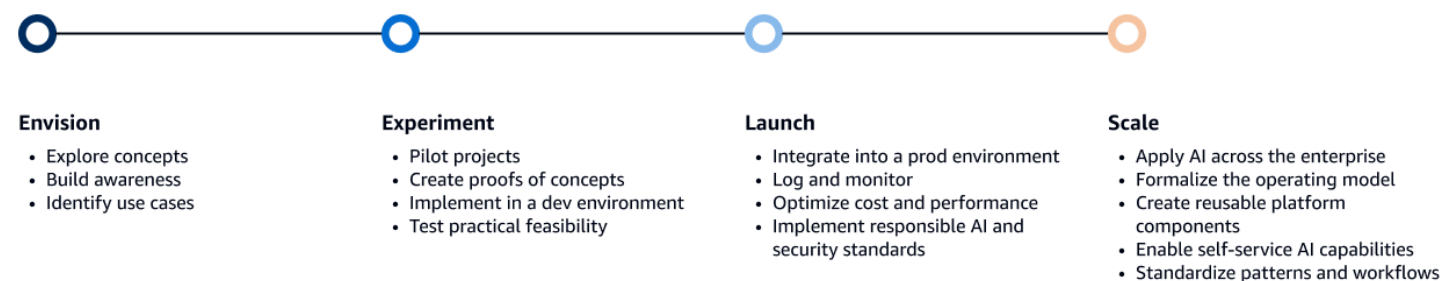 Envision
• Explore concepts
• Build awareness
• Identify use cases
Experiment
• Pilot projects
• Create proofs of concepts
• Implement in a dev environment
• Test practical feasibility
Launch
• Integrate into a prod environment
• Log and monitor
• Optimize cost and performance
• Implement responsible AI and
security standards
Scale
• Apply AI across the enterprise
• Formalize the operating model
• Create reusable platform
components
• Enable self-service AI capabilities
• Standardize patterns and workflows